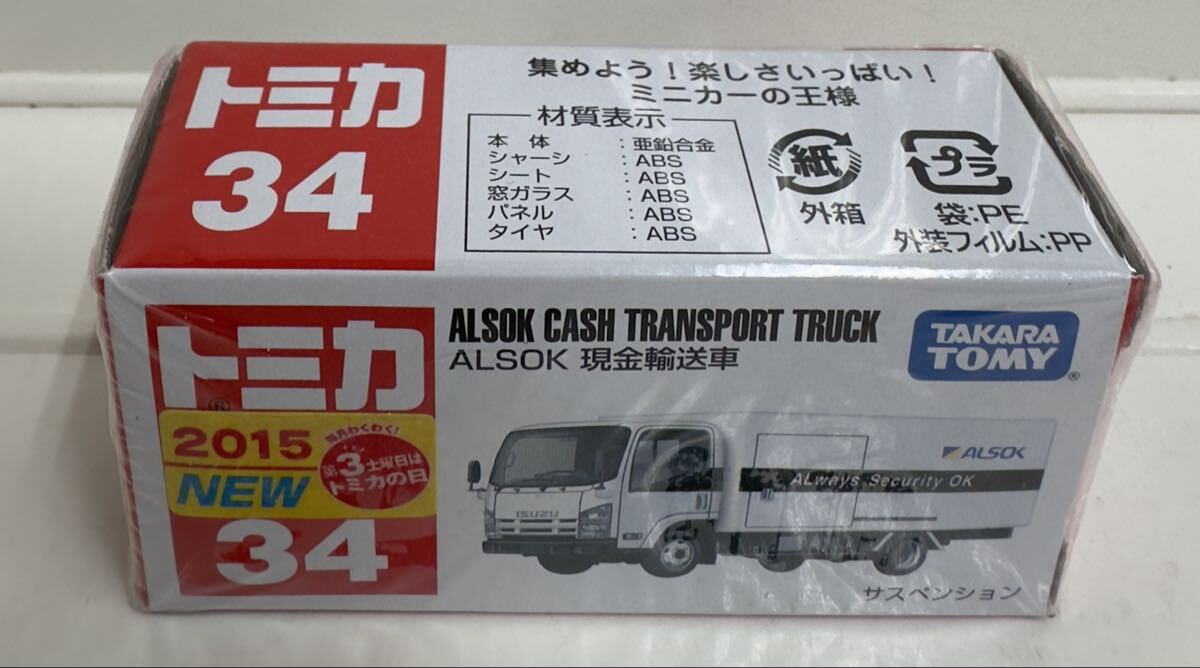 トミカ
34
集めよう！楽しさいっぱい！
ミニカーの王様
材質表示
本体 : 亜鉛合金
シャーシ : ABS
シート : ABS
窓ガラス : ABS
パネル : ABS
タイヤ : ABS
紙
外箱
プラ
袋:PE
外装フィルム:PP
トミカ
®
2015
NEW
毎月わくわく!
第3土曜日は
トミカの日
34
ALSOK CASH TRANSPORT TRUCK
ALSOK 現金輸送車
TAKARA
TOMY
®
ALSOK
ALways Security OK
ISUZU
サスペンション